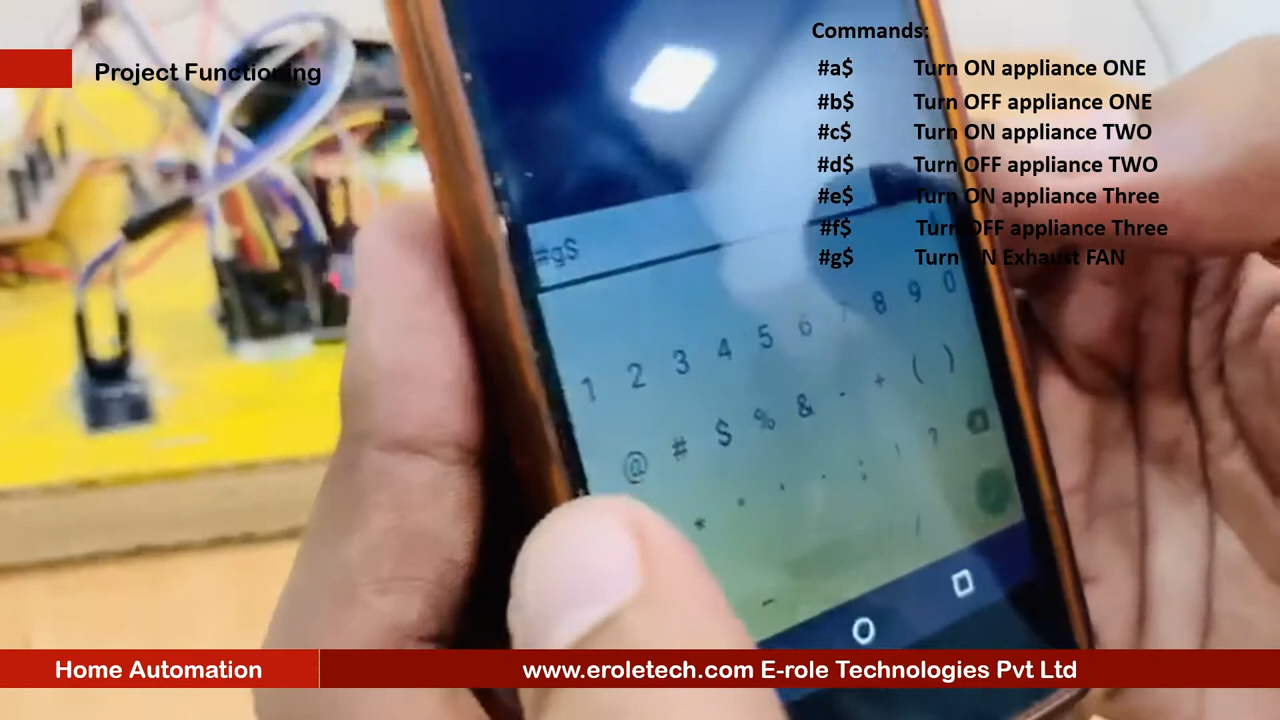 Project Functioning
Commands:
#a$ Turn ON appliance ONE
#b$ Turn OFF appliance ONE
#c$ Turn ON appliance TWO
#d$ Turn OFF appliance TWO
#e$ Turn ON appliance Three
#f$ Turn OFF appliance Three
#g$ Turn ON Exhaust FAN
#g$
1 2 3 4 5 6 7 8 9 0
@ # $ % & - + ( )
* " ' : ; ! ?
_ /
Home Automation
www.eroletech.com E-role Technologies Pvt Ltd